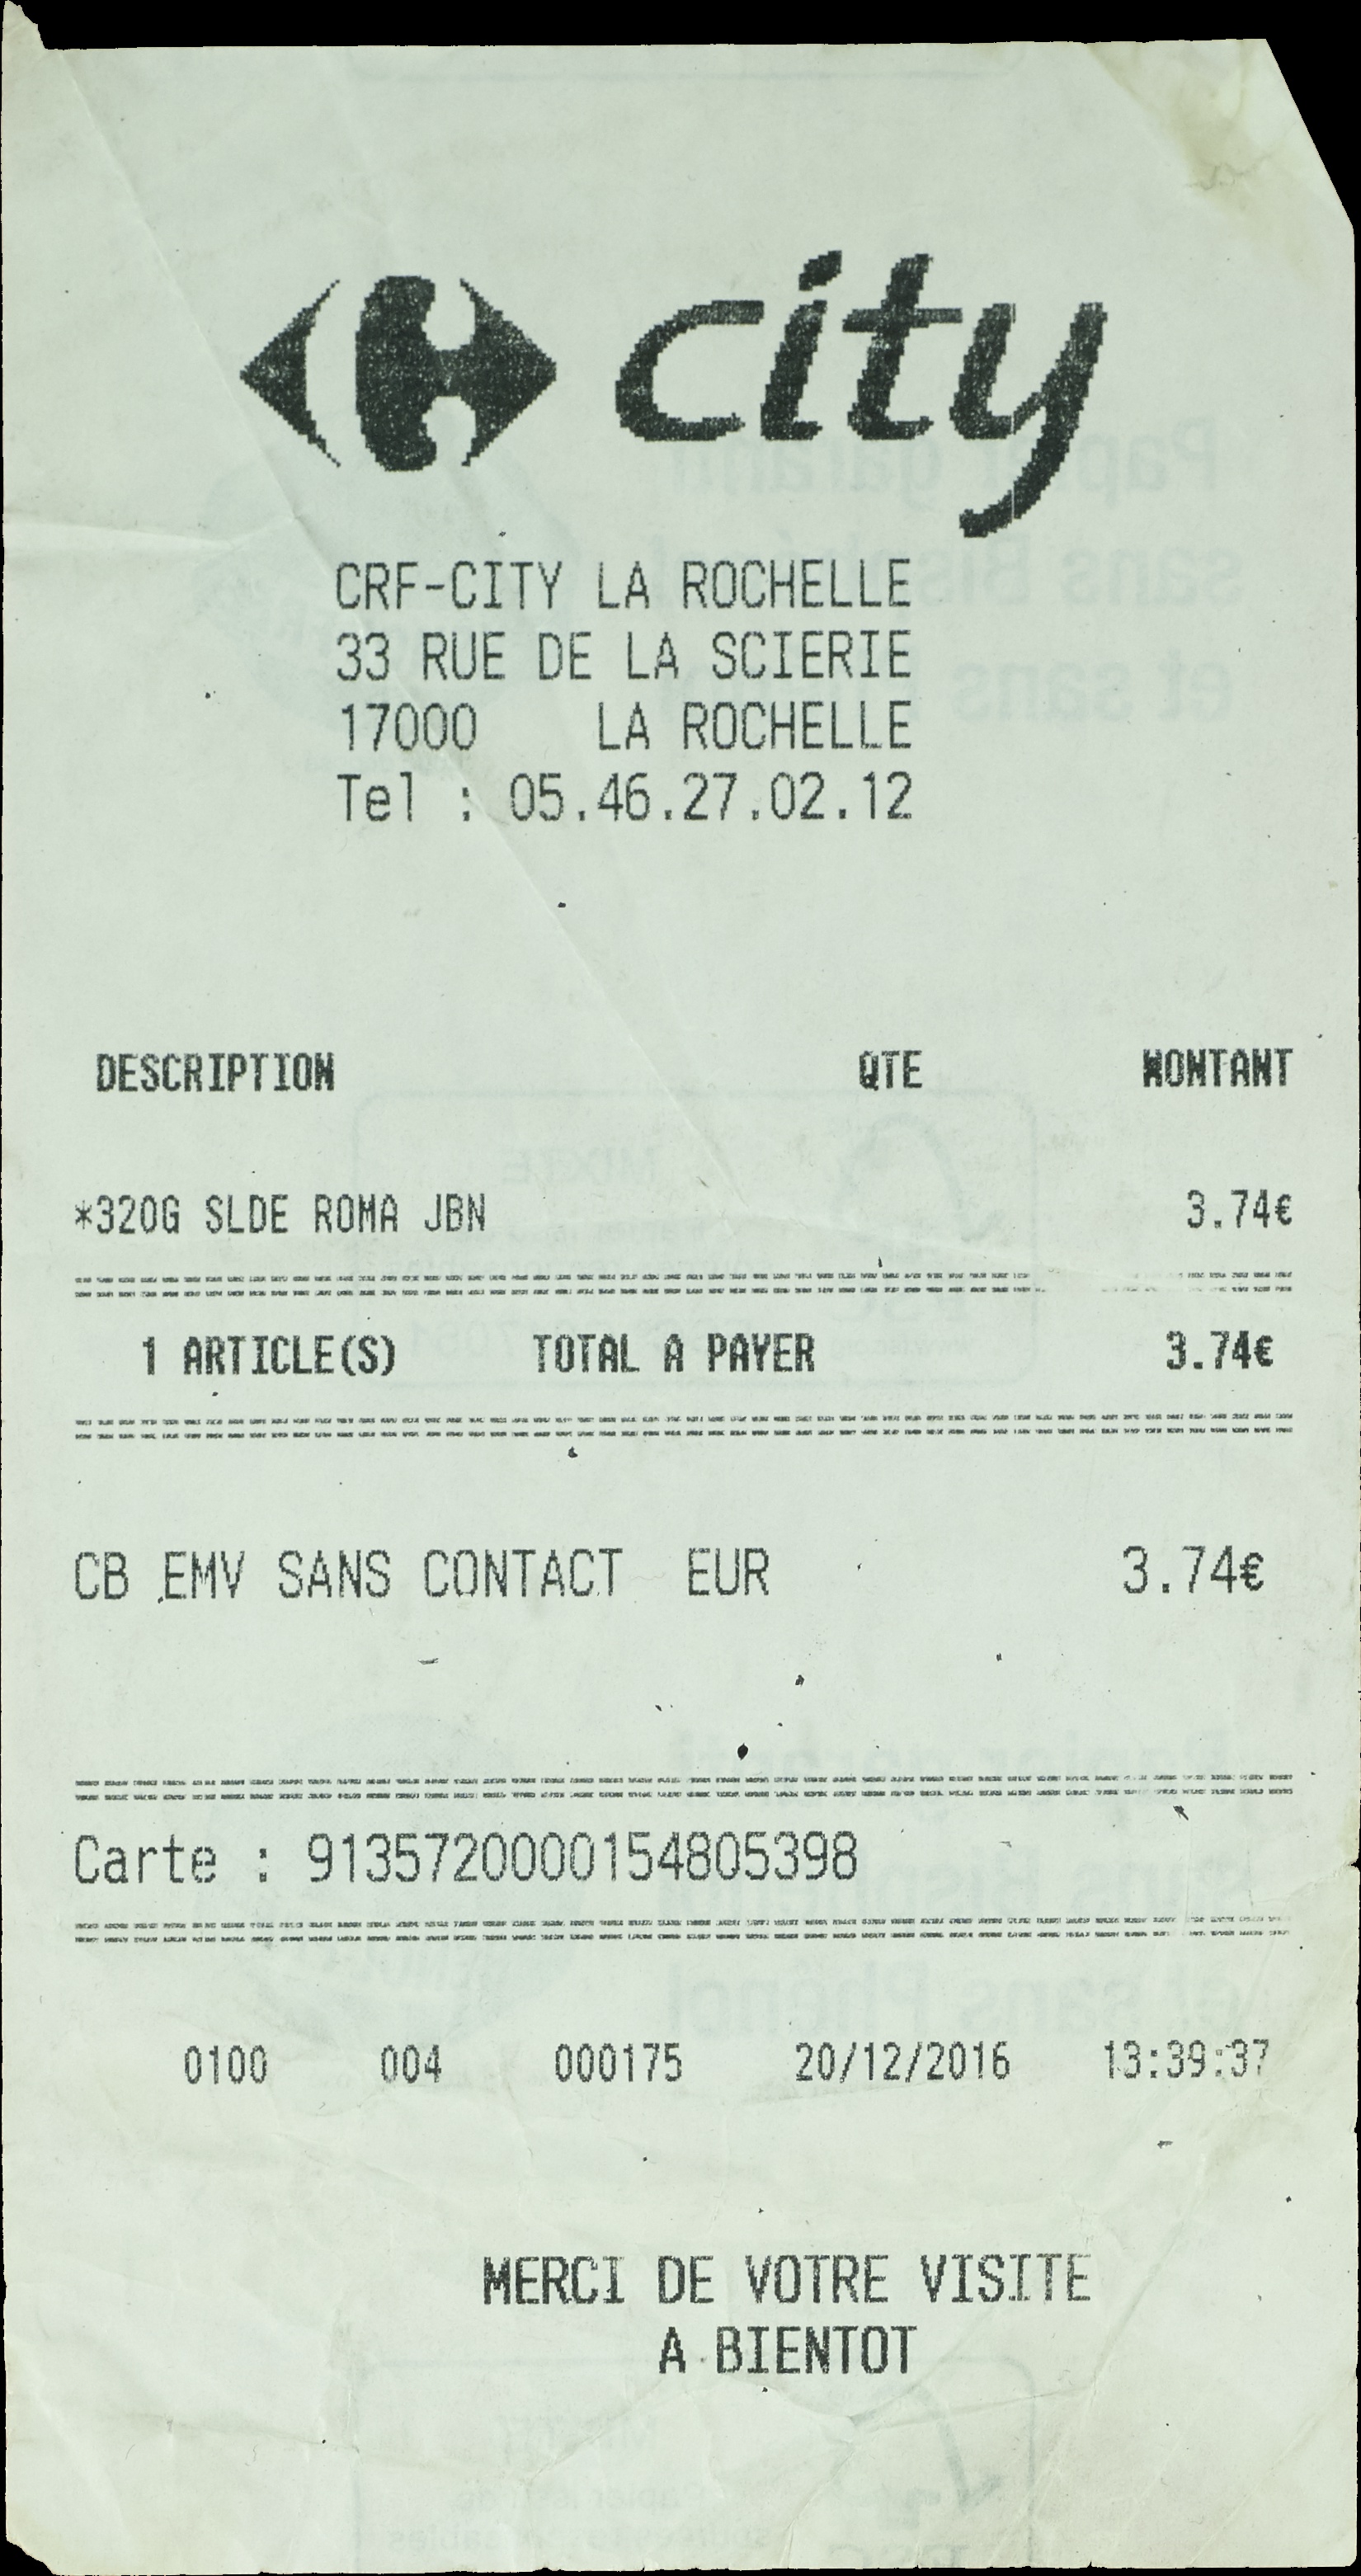 city
CRF-CITY LA ROCHELLE
33 RUE DE LA SCIERIE
17000 LA ROCHELLE
Tel : 05.46.27.02.12
DESCRIPTION QTE MONTANT
*320G SLDE ROMA JBN 3.74€
1 ARTICLE(S) TOTAL A PAYER 3.74€
CB EMV SANS CONTACT EUR 3.74€
Carte : 9135720000154805398
0100 004 000175 20/12/2016 13:39:37
MERCI DE VOTRE VISITE
A BIENTOT